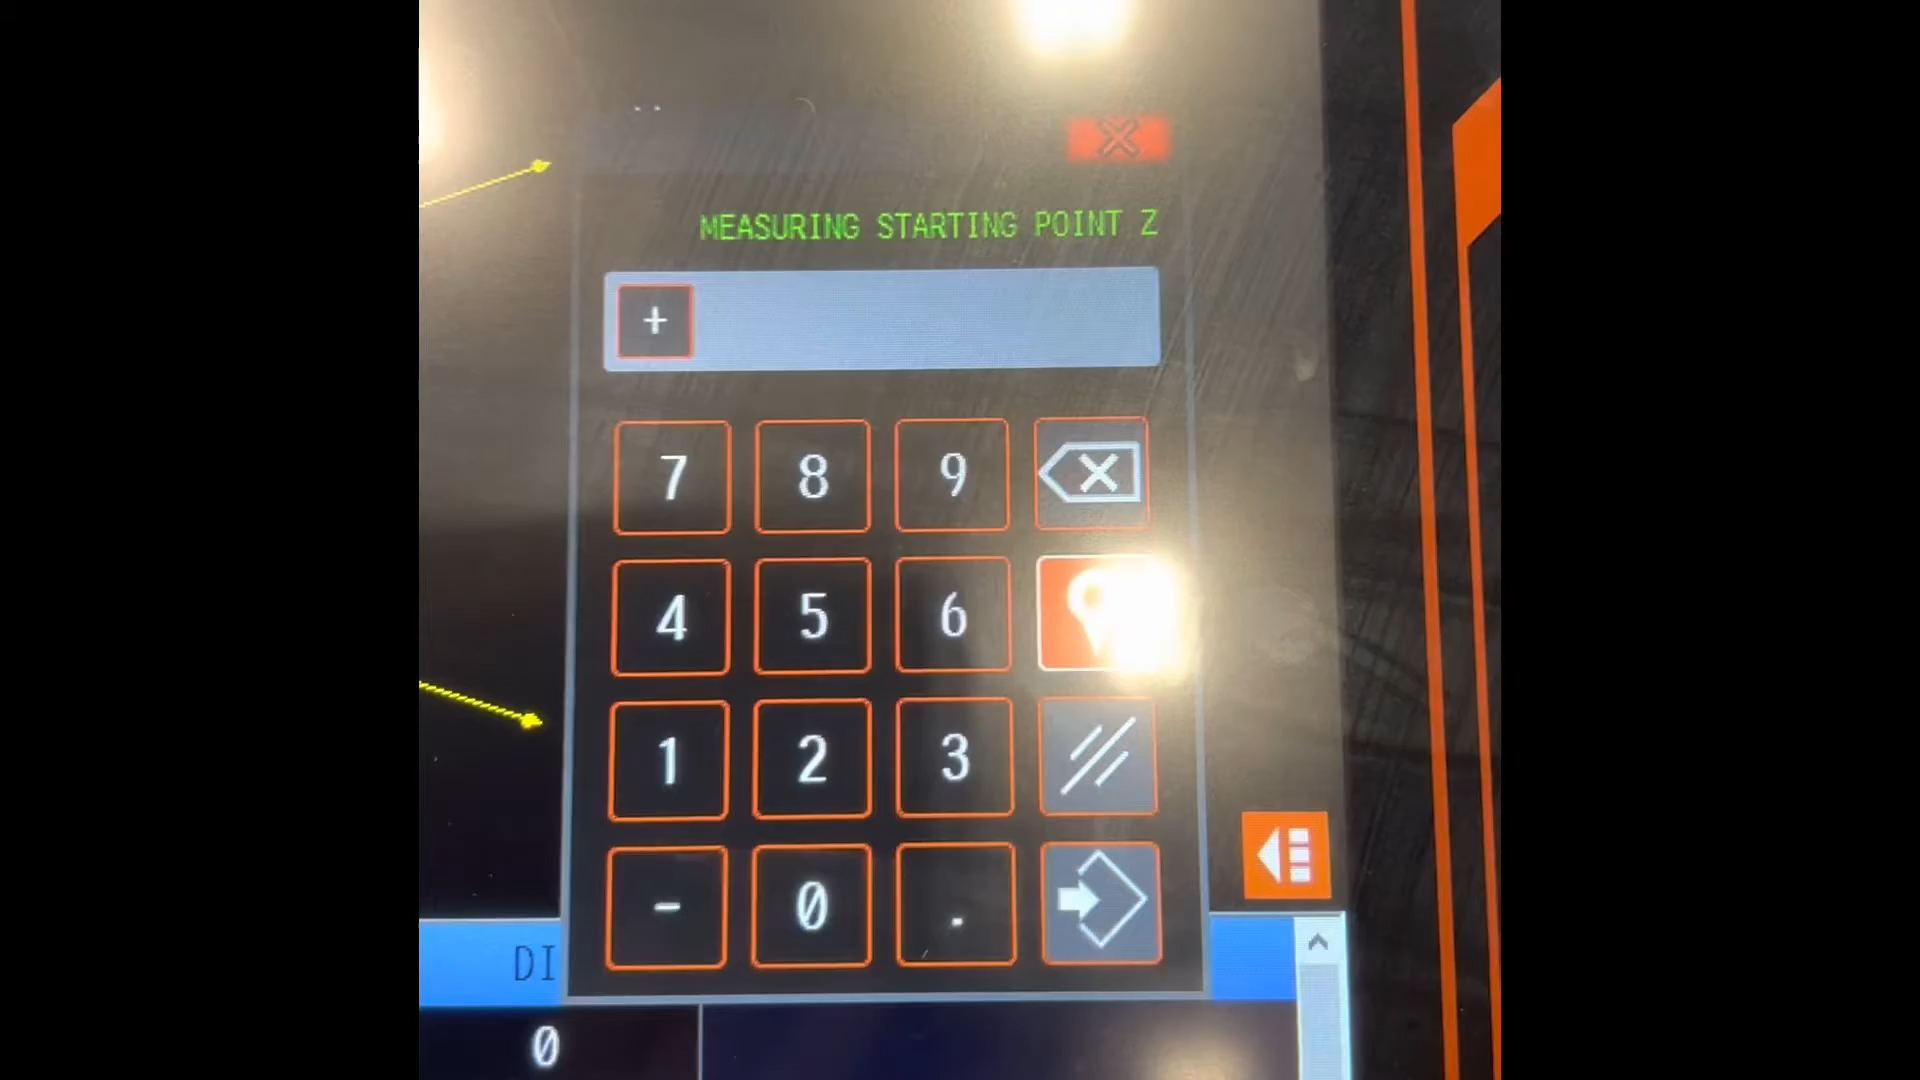 MEASURING STARTING POINT Z
+
7 8 9
4 5 6
1 2 3
- 0 .
DI
0